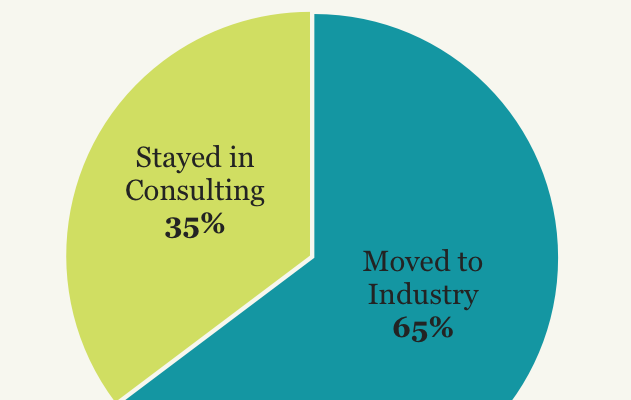 Stayed in
Consulting
35%
Moved to
Industry
65%